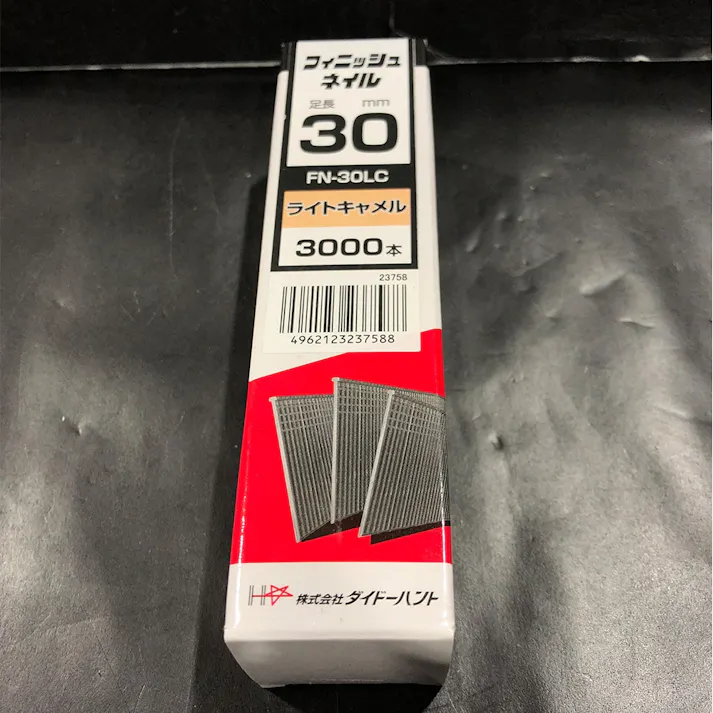 フィニッシュ
ネイル
足長 mm
30
FN-30LC
ライトキャメル
3000本
23758
4962123237588
株式会社 ダイドーハント